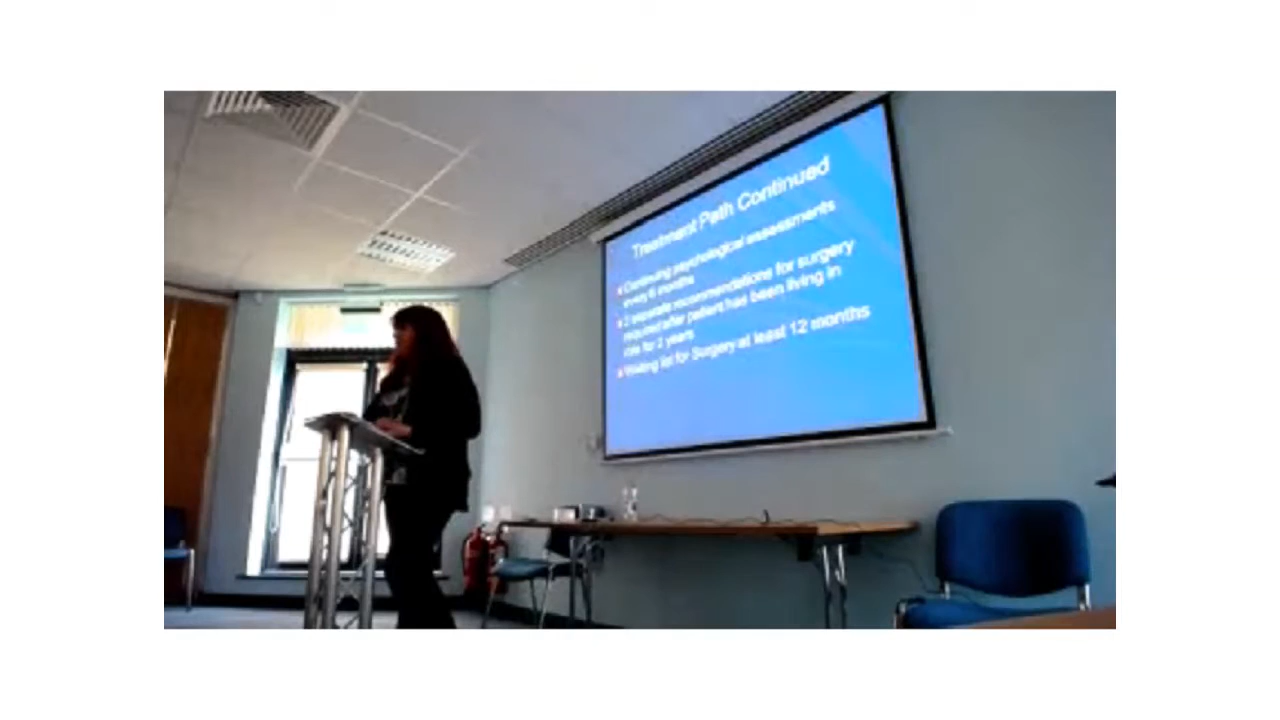 Treatment Path Continued
Continuing psychological assessments
every 6 months
2 separate recommendations for surgery
required after patient has been living in
role for 2 years
Waiting list for Surgery at least 12 months